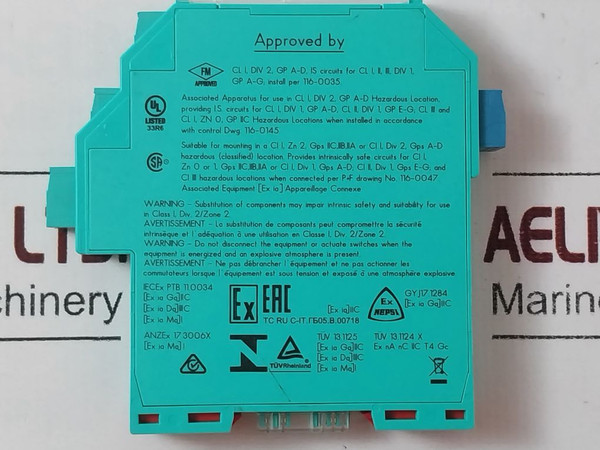 Approved by
FM
APPROVED
CL I, DIV 2, GP A-D, IS circuits for CL I, II, III, DIV 1,
GP A-G, install per 116-0035.
UL
LISTER
33R6
Associated Apparatus for use in CL I, DIV 2, GP A-D Hazardous Location,
providing I.S. circuits for CL I, DIV 1, GP A-D, CL II, DIV 1, GP E-G, CL III and
CL I, ZN 0, GP IIC Hazardous Locations when installed in accordance
with control Dwg. 116-0145.
Suitable for mounting in a Cl I, Zn 2, Gps IIC,IIB,IIA or Cl I, Div 2, Gps A-D
hazardous (classified) location. Provides intrinsically safe circuits for Cl I,
Zn 0 or 1, Gps IIC,IIB,IIA or Cl I, Div 1, Gps A-D; Cl II, Div 1, Gps E-G; and
Cl III hazardous locations when connected per P+F drawing No. 116-0047
Associated Equipment [Ex ia] Appareillage Connexe
WARNING - Substitution of components may impair intrinsic safety and suitability for use
in Class I, Div. 2/Zone 2.
AVERTISSEMENT - La substitution de composants peut compromettre la sécurité
intrinsèque et l'adéquation à une utilisation en Classe 1, Div. 2/Zone 2.
WARNING - Do not disconnect the equipment or actuate switches when the
equipment is energized and an explosive atmosphere is present.
AVERTISSEMENT - Ne pas débrancher l'équipement et ne pas actionner les
commutateurs lorsque l'équipement est sous tension et exposé à une atmosphère explosive
IECEx PTB 11.0034
[Ex ia Ga]IIC
[Ex ia Da]IIIC
[Ex ia Ma]I
Ex
EAC
[Ex ia]IIC
TC RU C-IT.ГБ05.B.00718
Ex
NEPSI
GYJ17.1284
[Ex ia Ga]IIC
ANZEx 17.3006X
[Ex ia Ma]I
TÜVRheinland
TÜV 13.1125
[Ex ia Ga]IIC
[Ex ia Da]IIIC
[Ex ia Ma]I
TÜV 13.1124 X
Ex nA nC IIC T4 Gc
LTD
chinery
AELI
Marine